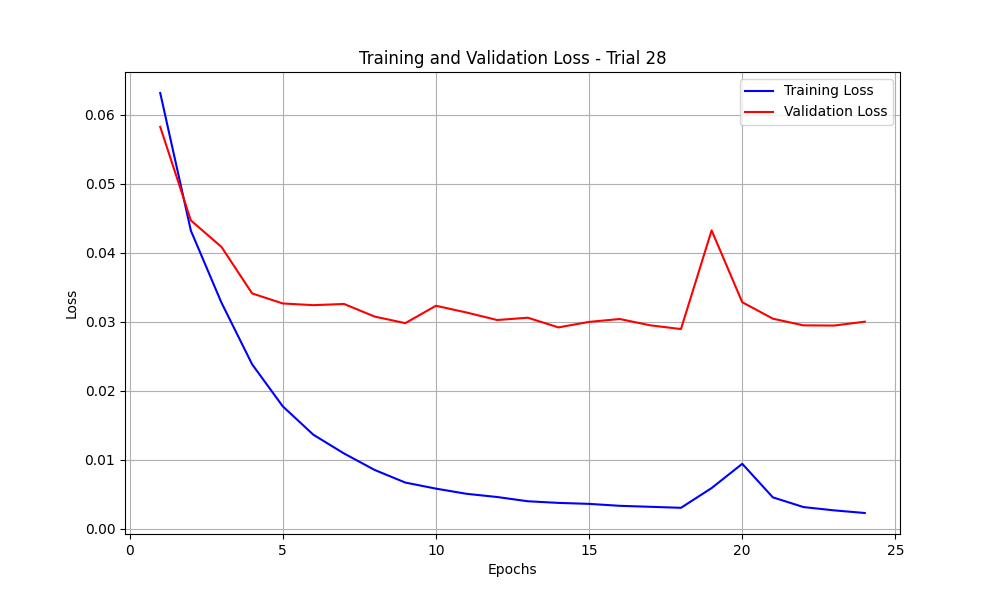 Training and Validation Loss - Trial 28
Training Loss
Validation Loss
Loss
0.06
0.05
0.04
0.03
0.02
0.01
0.00
0 5 10 15 20 25
Epochs